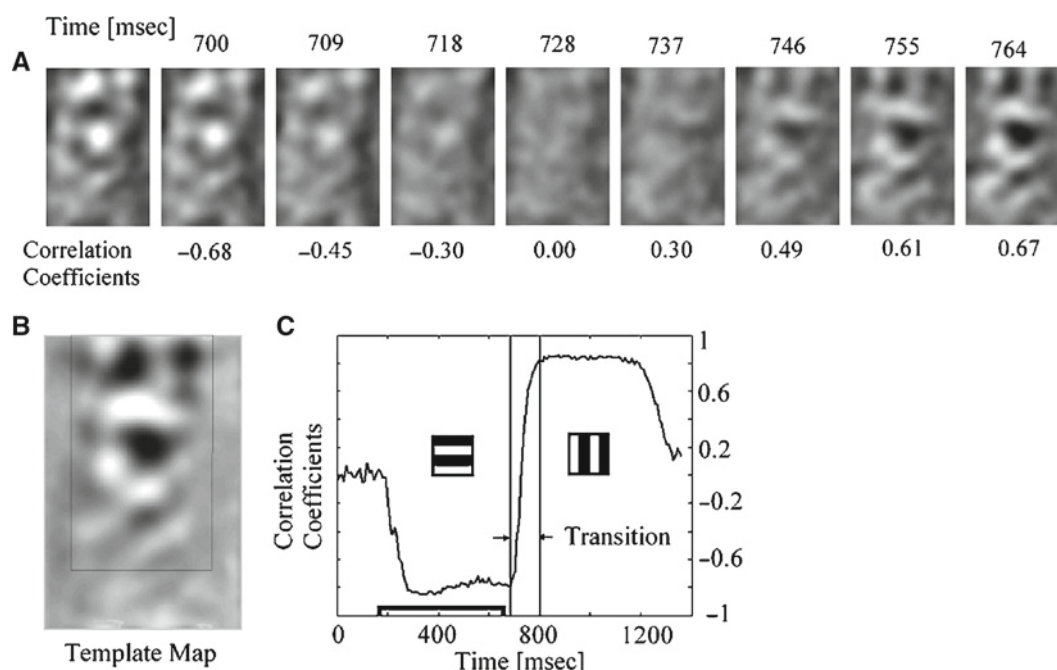 Time [msec]
700 709 718 728 737 746 755 764
A
Correlation
Coefficients
−0.68 −0.45 −0.30 0.00 0.30 0.49 0.61 0.67
B
Template Map
C
Correlation
Coefficients
1
0.6
0.2
−0.2
−0.6
−1
Transition
0 400 800 1200
Time [msec]